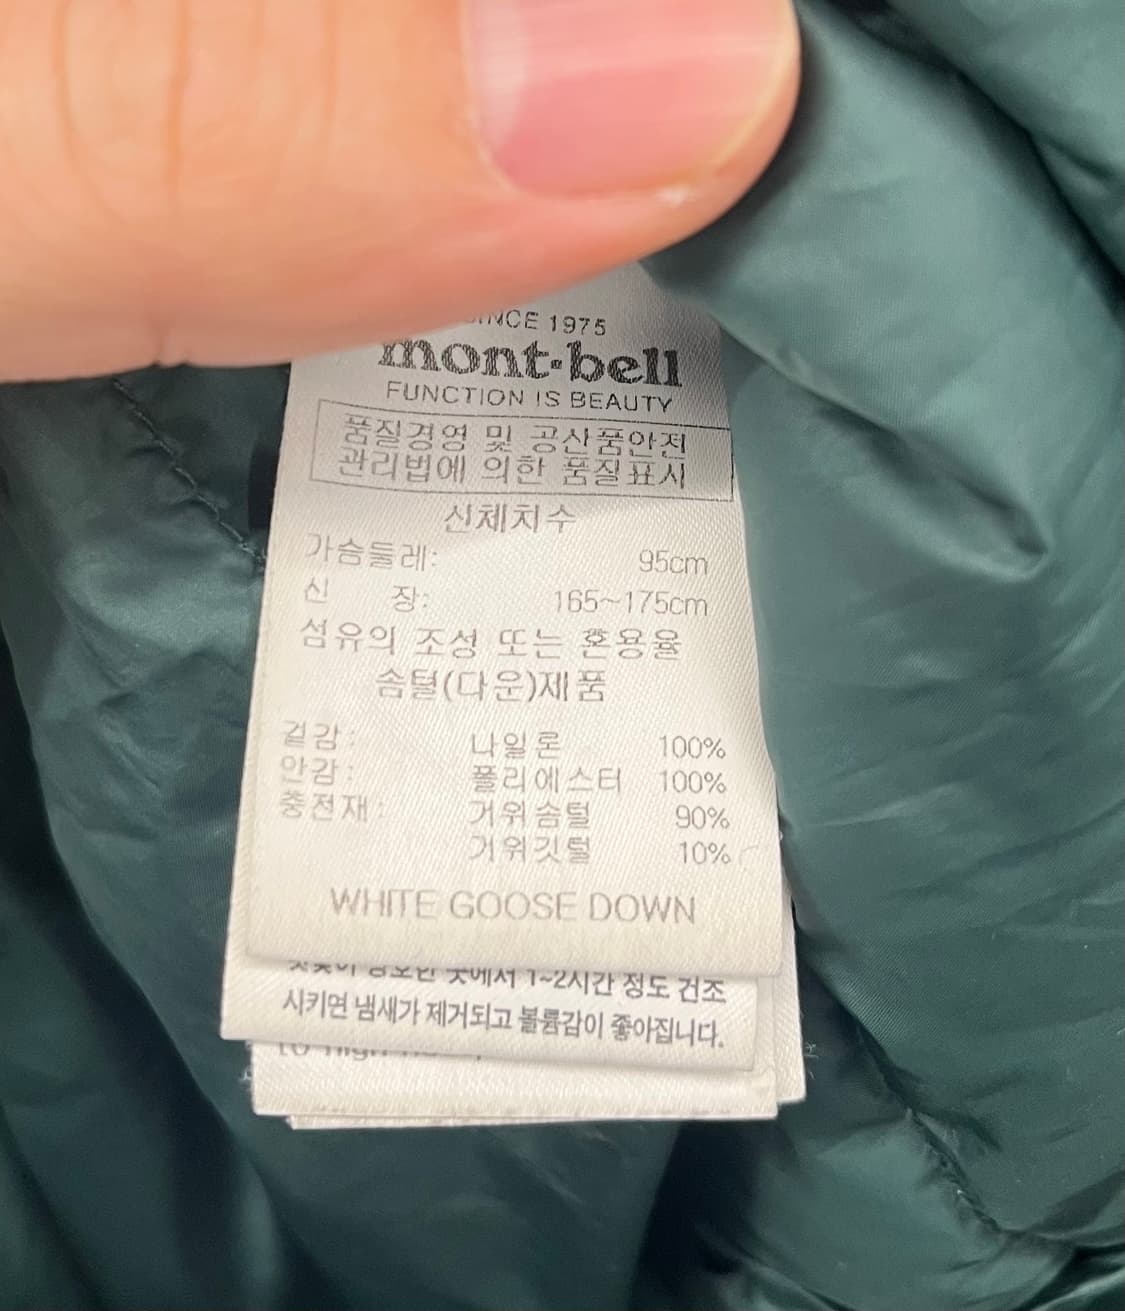 SINCE 1975
mont-bell
FUNCTION IS BEAUTY
품질경영 및 공산품안전
관리법에 의한 품질표시
신체치수
가슴둘레: 95cm
신 장: 165~175cm
섬유의 조성 또는 혼용율
솜털(다운)제품
겉감: 나일론 100%
안감: 폴리에스터 100%
충전재: 거위솜털 90%
거위깃털 10%
WHITE GOOSE DOWN
곳에서 1~2시간 정도 건조
시키면 냄새가 제거되고 볼륨감이 좋아집니다.
to high